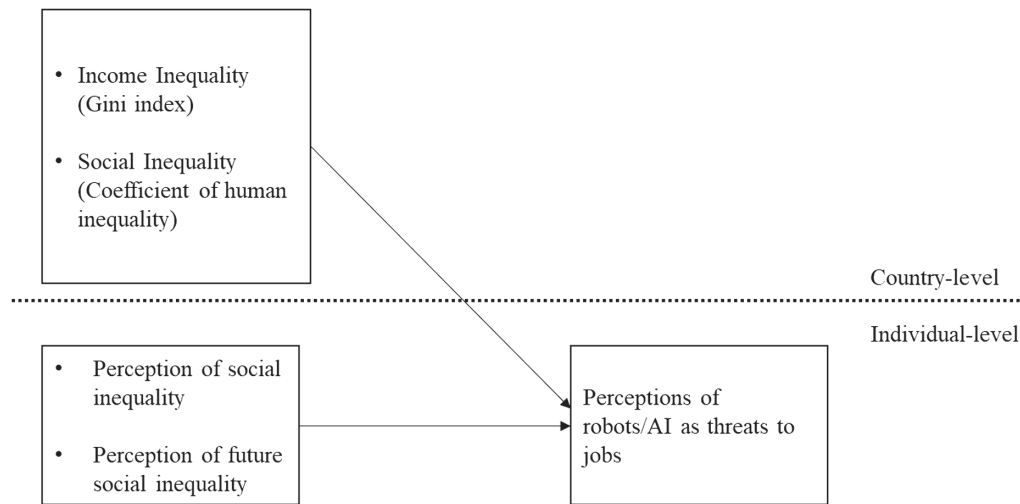 • Income Inequality
(Gini index)
• Social Inequality
(Coefficient of human
inequality)
Country-level
Individual-level
• Perception of social
inequality
• Perception of future
social inequality
Perceptions of
robots/AI as threats to
jobs